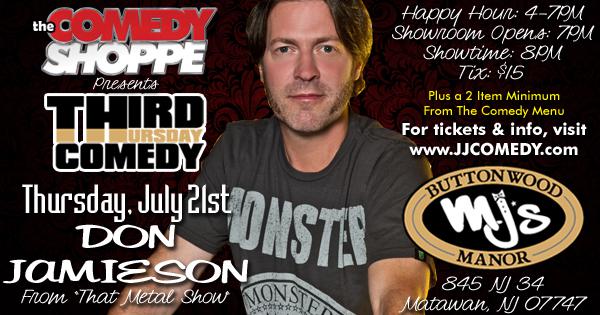 the COMEDY
SHOPPE
Presents
THIRD
THURSDAY
COMEDY
Thursday, July 21st
DON
JAMIESON
From "That Metal Show"
MONSTER
MONSTER
Happy Hour: 4-7PM
Showroom Opens: 7PM
Showtime: 8PM
Tix: $15
Plus a 2 Item Minimum
From The Comedy Menu
For tickets & info, visit
www.JJCOMEDY.com
BUTTONWOOD
MJ's
MANOR
845 NJ 34
Matawan, NJ 07747